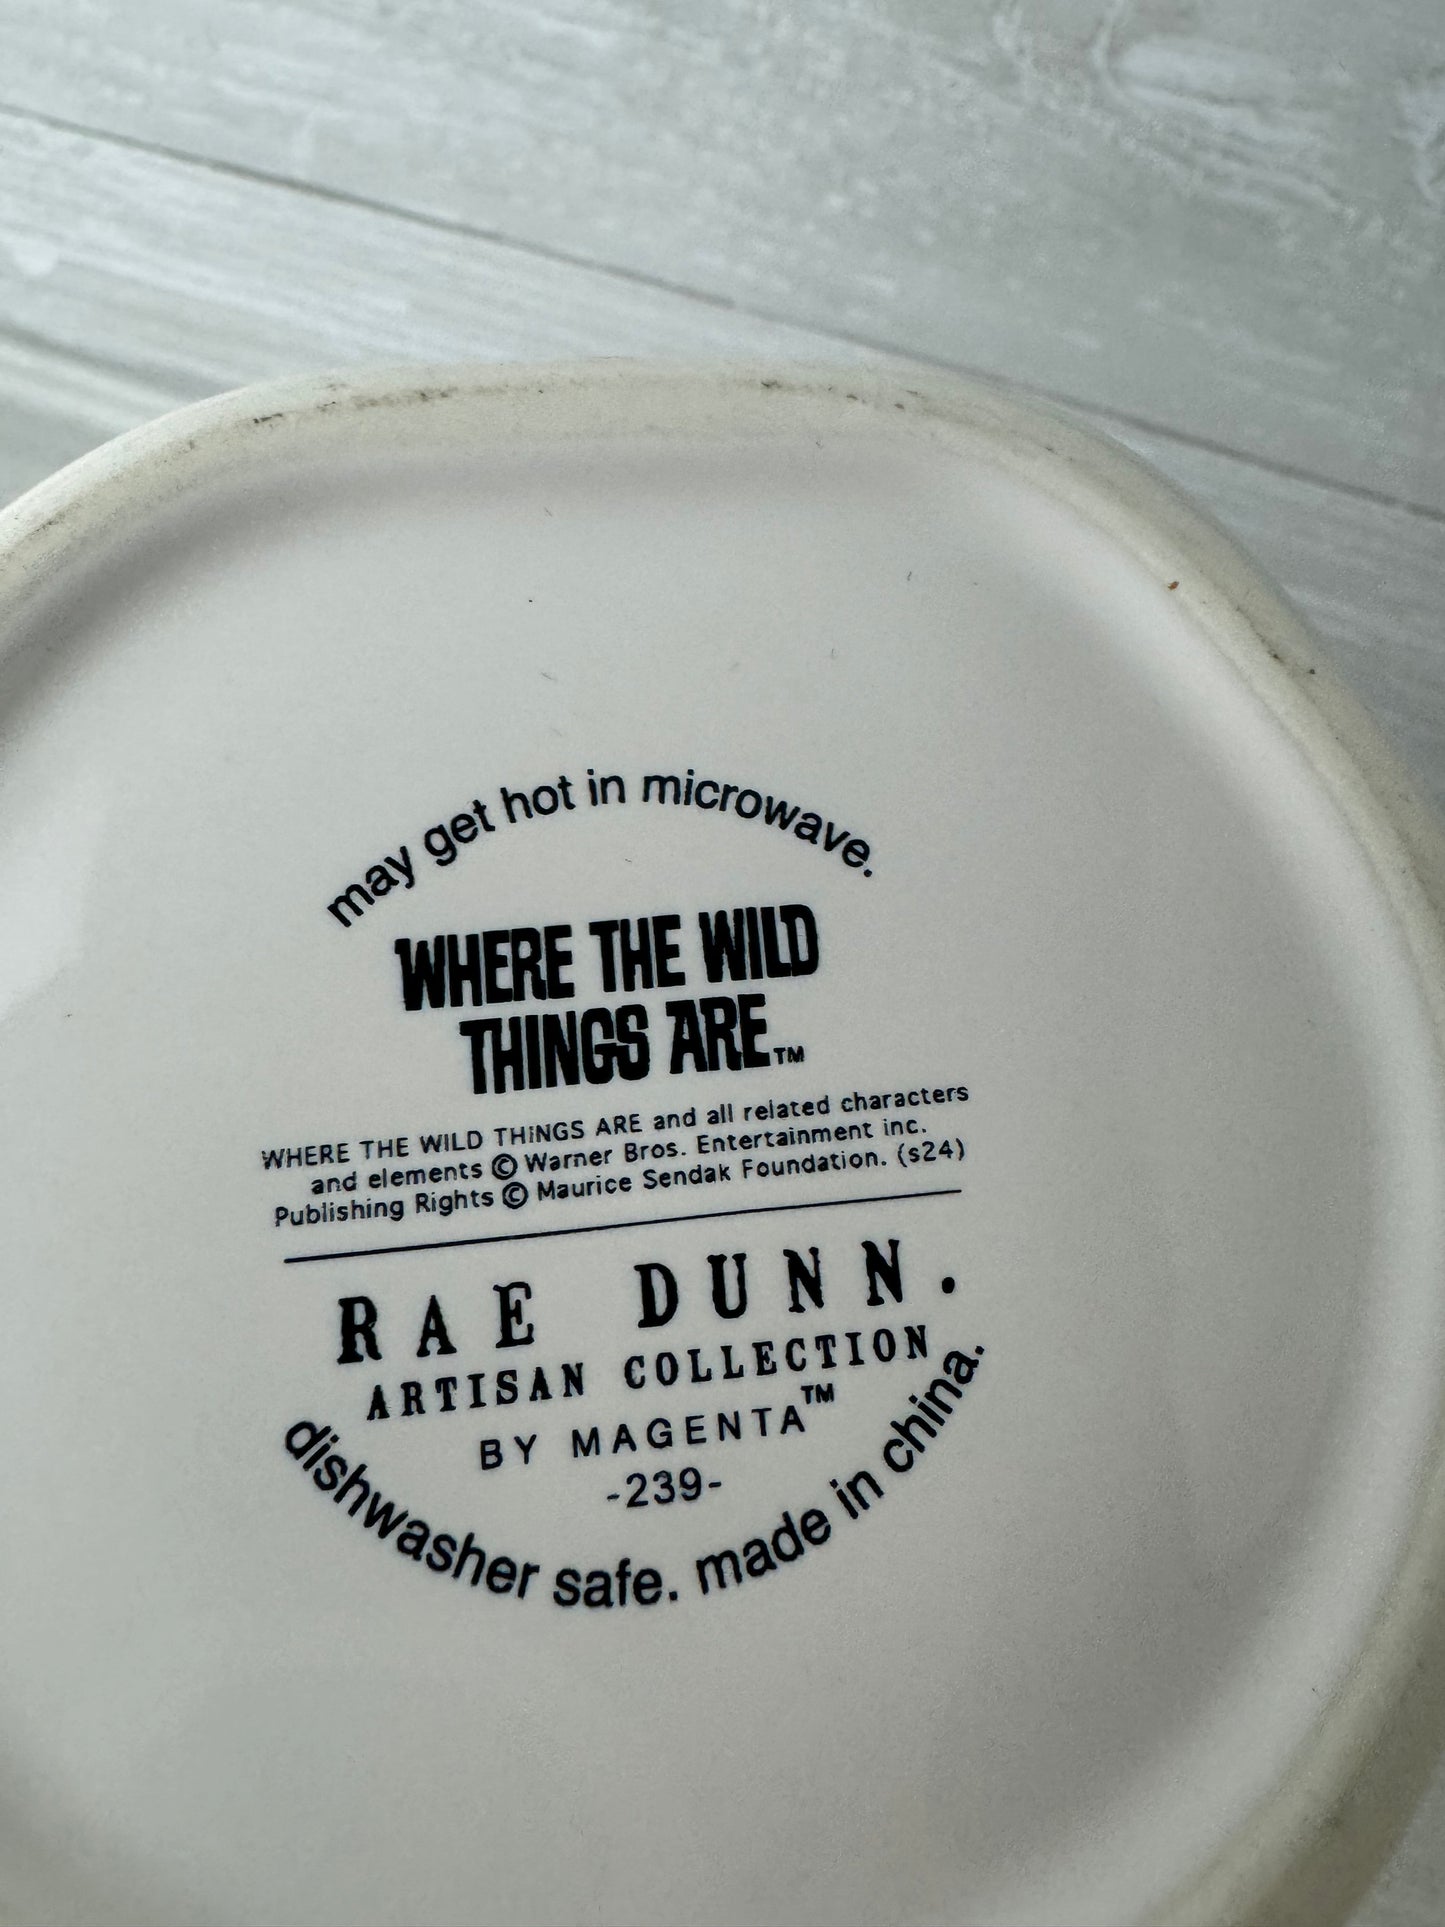 may get hot in microwave.
WHERE THE WILD
THINGS ARE™
WHERE THE WILD THINGS ARE and all related characters
and elements © Warner Bros. Entertainment inc.
Publishing Rights © Maurice Sendak Foundation. (s24)
RAE DUNN.
ARTISAN COLLECTION
BY MAGENTA™
-239-
dishwasher safe. made in china.